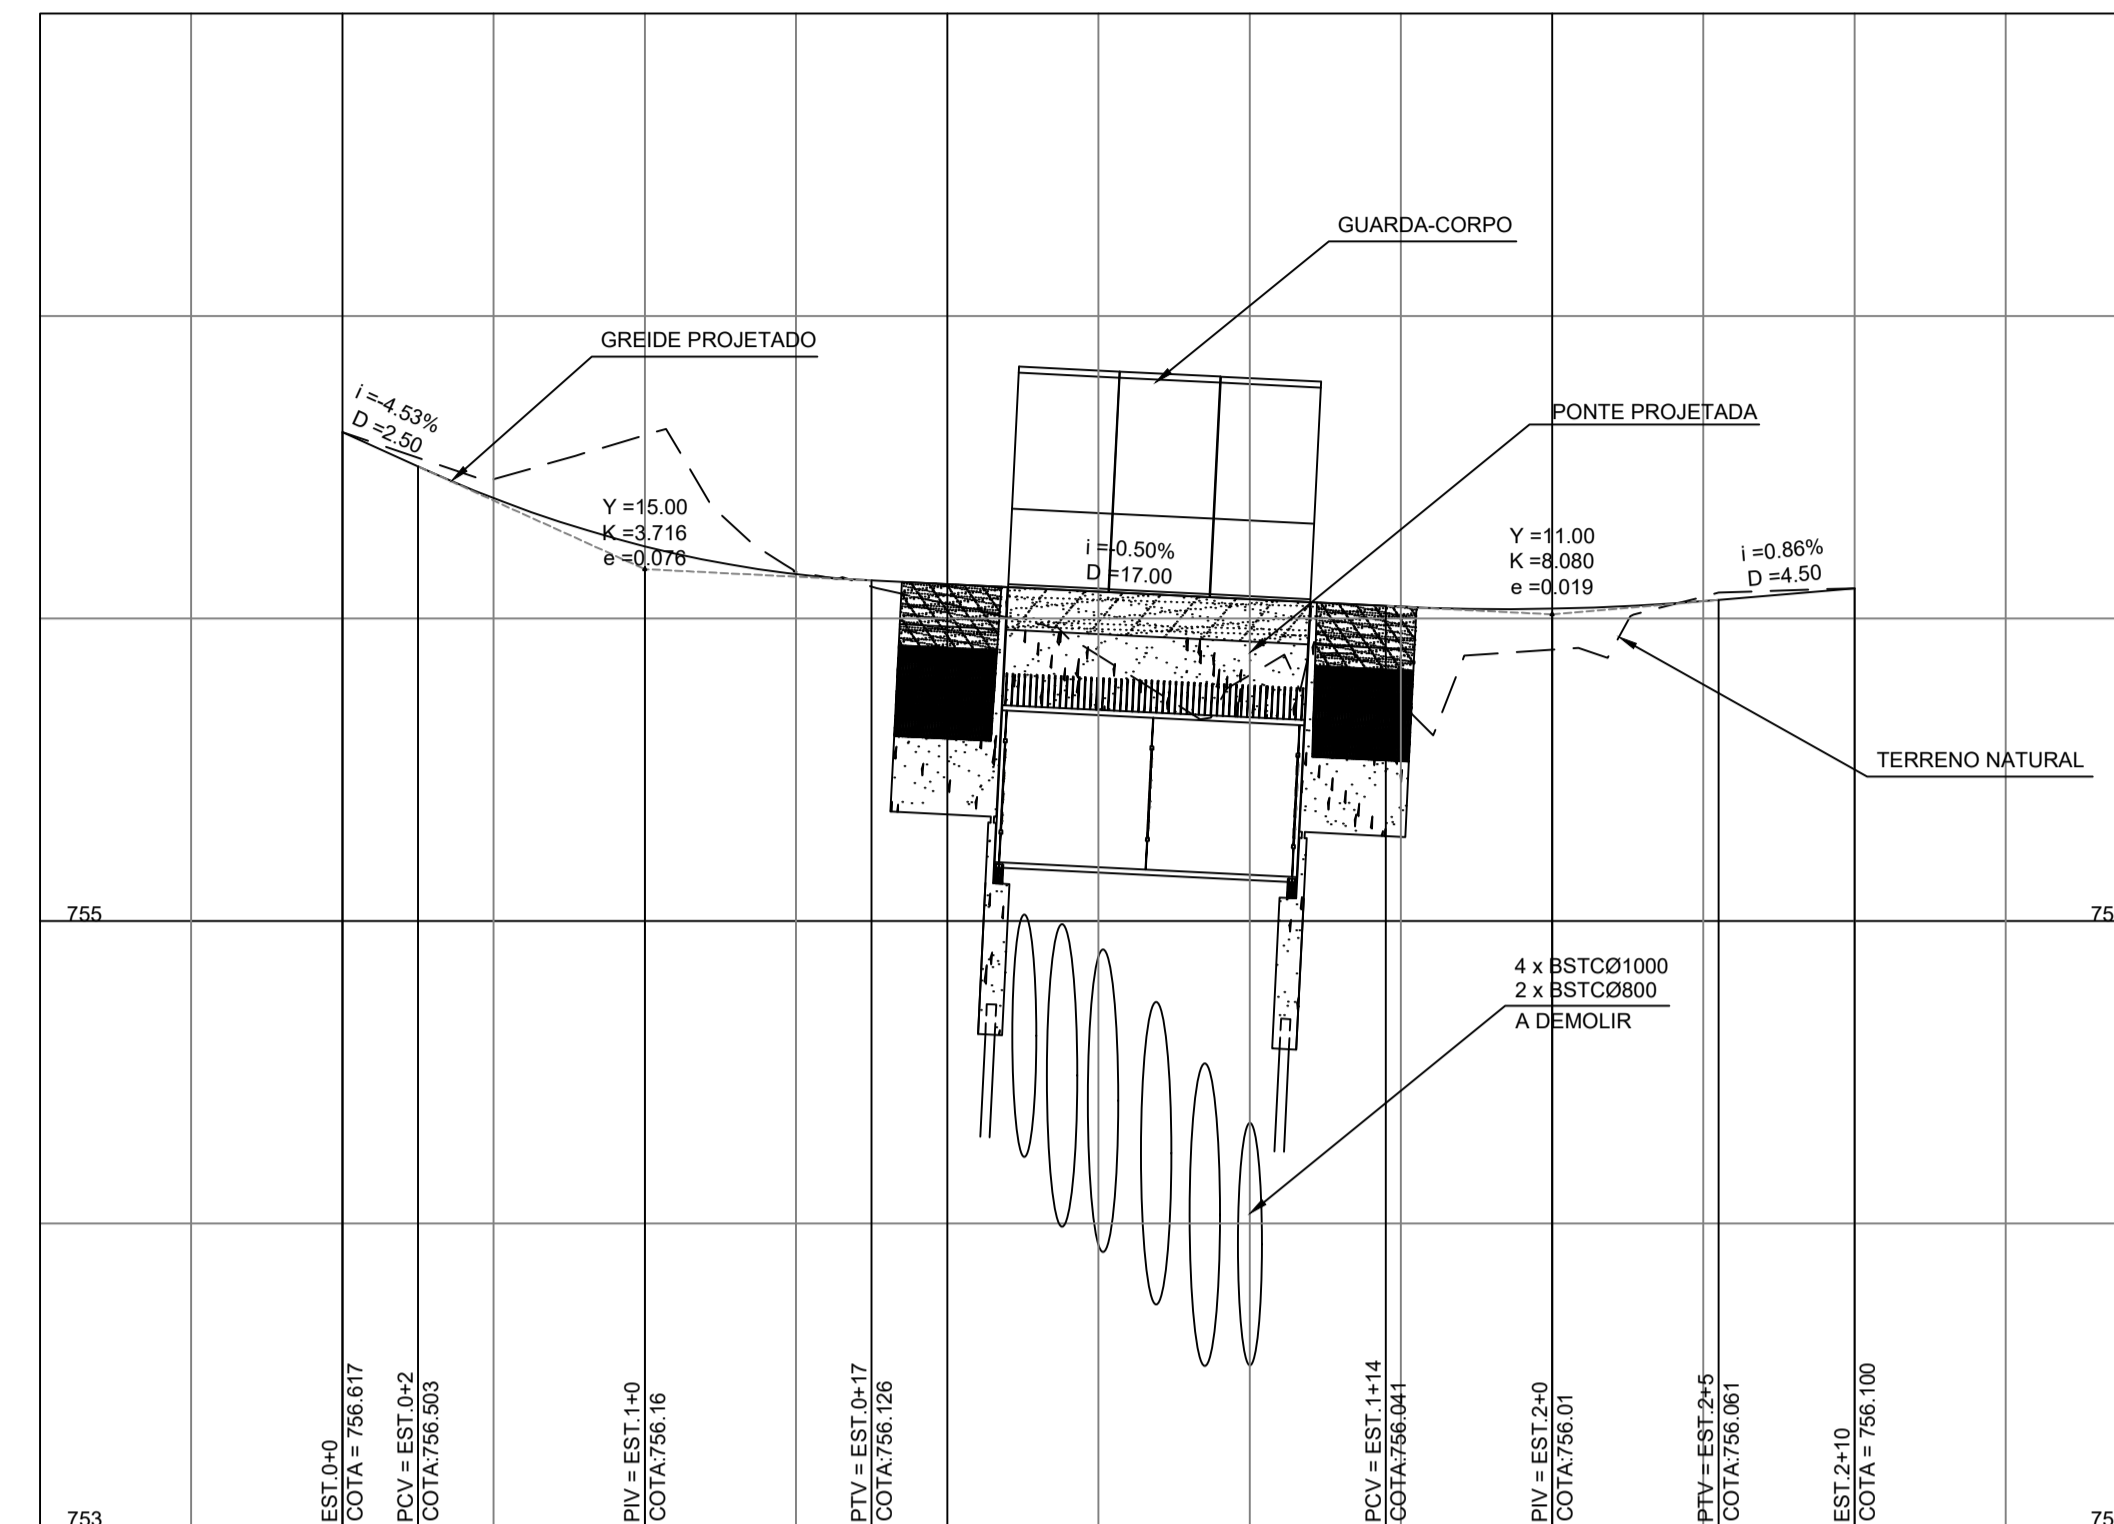 GUARDA-CORPO
GREIDE PROJETADO
i =-4.53%
D =2.50
PONTE PROJETADA
Y =15.00
K =3.716
e =0.076
i =-0.50%
D =17.00
Y =11.00
K =8.080
e =0.019
i =0.86%
D =4.50
TERRENO NATURAL
755
75
4 x BSTCØ1000
2 x BSTCØ800
A DEMOLIR
EST.0+0
COTA = 756.617
PCV = EST.0+2
COTA:756.503
PIV = EST.1+0
COTA:756.16
PTV = EST.0+17
COTA:756.126
PCV = EST.1+14
COTA:756.041
PIV = EST.2+0
COTA:756.01
PTV = EST.2+5
COTA:756.061
EST.2+10
COTA = 756.100
753
75